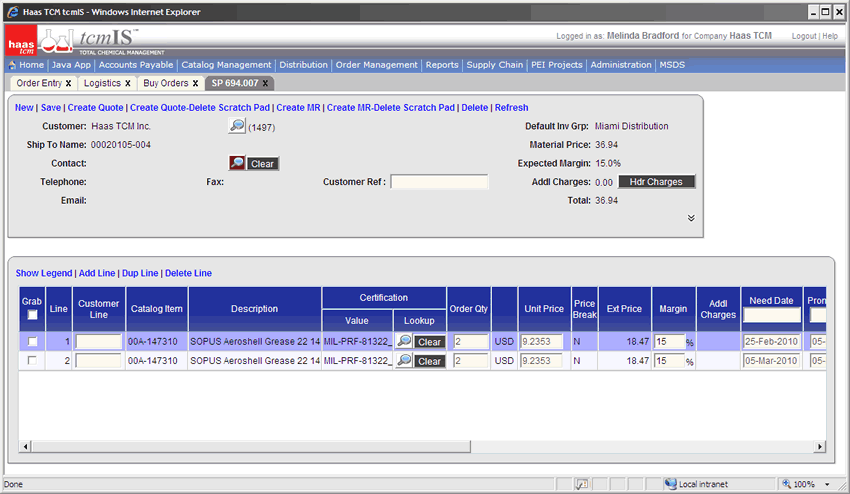 Haas TCM tcmIS - Windows Internet Explorer
haas tcm tcmIS™ TOTAL CHEMICAL MANAGEMENT
Logged in as: Melinda Bradford for Company Haas TCM Logout | Help
Home | Java App | Accounts Payable | Catalog Management | Distribution | Order Management | Reports | Supply Chain | PEI Projects | Administration | MSDS
Order Entry X Logistics X Buy Orders X SP 694.007 X
New | Save | Create Quote | Create Quote-Delete Scratch Pad | Create MR | Create MR-Delete Scratch Pad | Delete | Refresh
Customer: Haas TCM Inc. (1497) Default Inv Grp: Miami Distribution
Ship To Name: 00020105-004 Material Price: 36.94
Contact: Clear Expected Margin: 15.0%
Telephone: Fax: Customer Ref : Addl Charges: 0.00 Hdr Charges
Email: Total: 36.94
Show Legend | Add Line | Dup Line | Delete Line
Grab Line Customer Line Catalog Item Description Certification Value Lookup Order Qty Unit Price Price Break Ext Price Margin Addl Charges Need Date Pron
1 00A-147310 SOPUS Aeroshell Grease 22 14 MIL-PRF-81322_ Clear 2 USD 9.2353 N 18.47 15 % 25-Feb-2010 05-
2 00A-147310 SOPUS Aeroshell Grease 22 14 MIL-PRF-81322_ Clear 2 USD 9.2353 N 18.47 15 % 05-Mar-2010 05-
Done Local intranet 100%